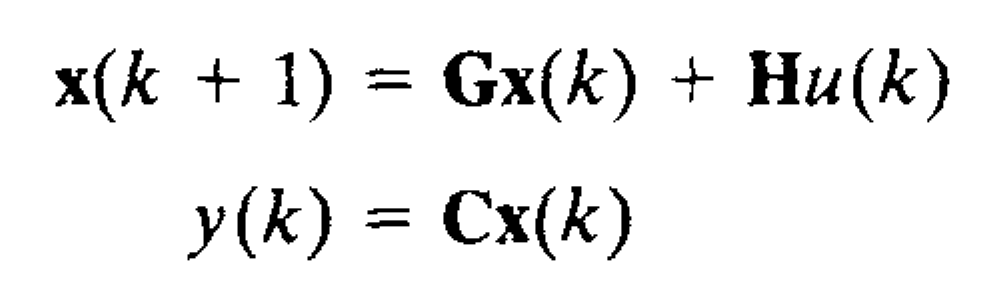 x(k + 1) = Gx(k) + Hu(k)
y(k) = Cx(k)